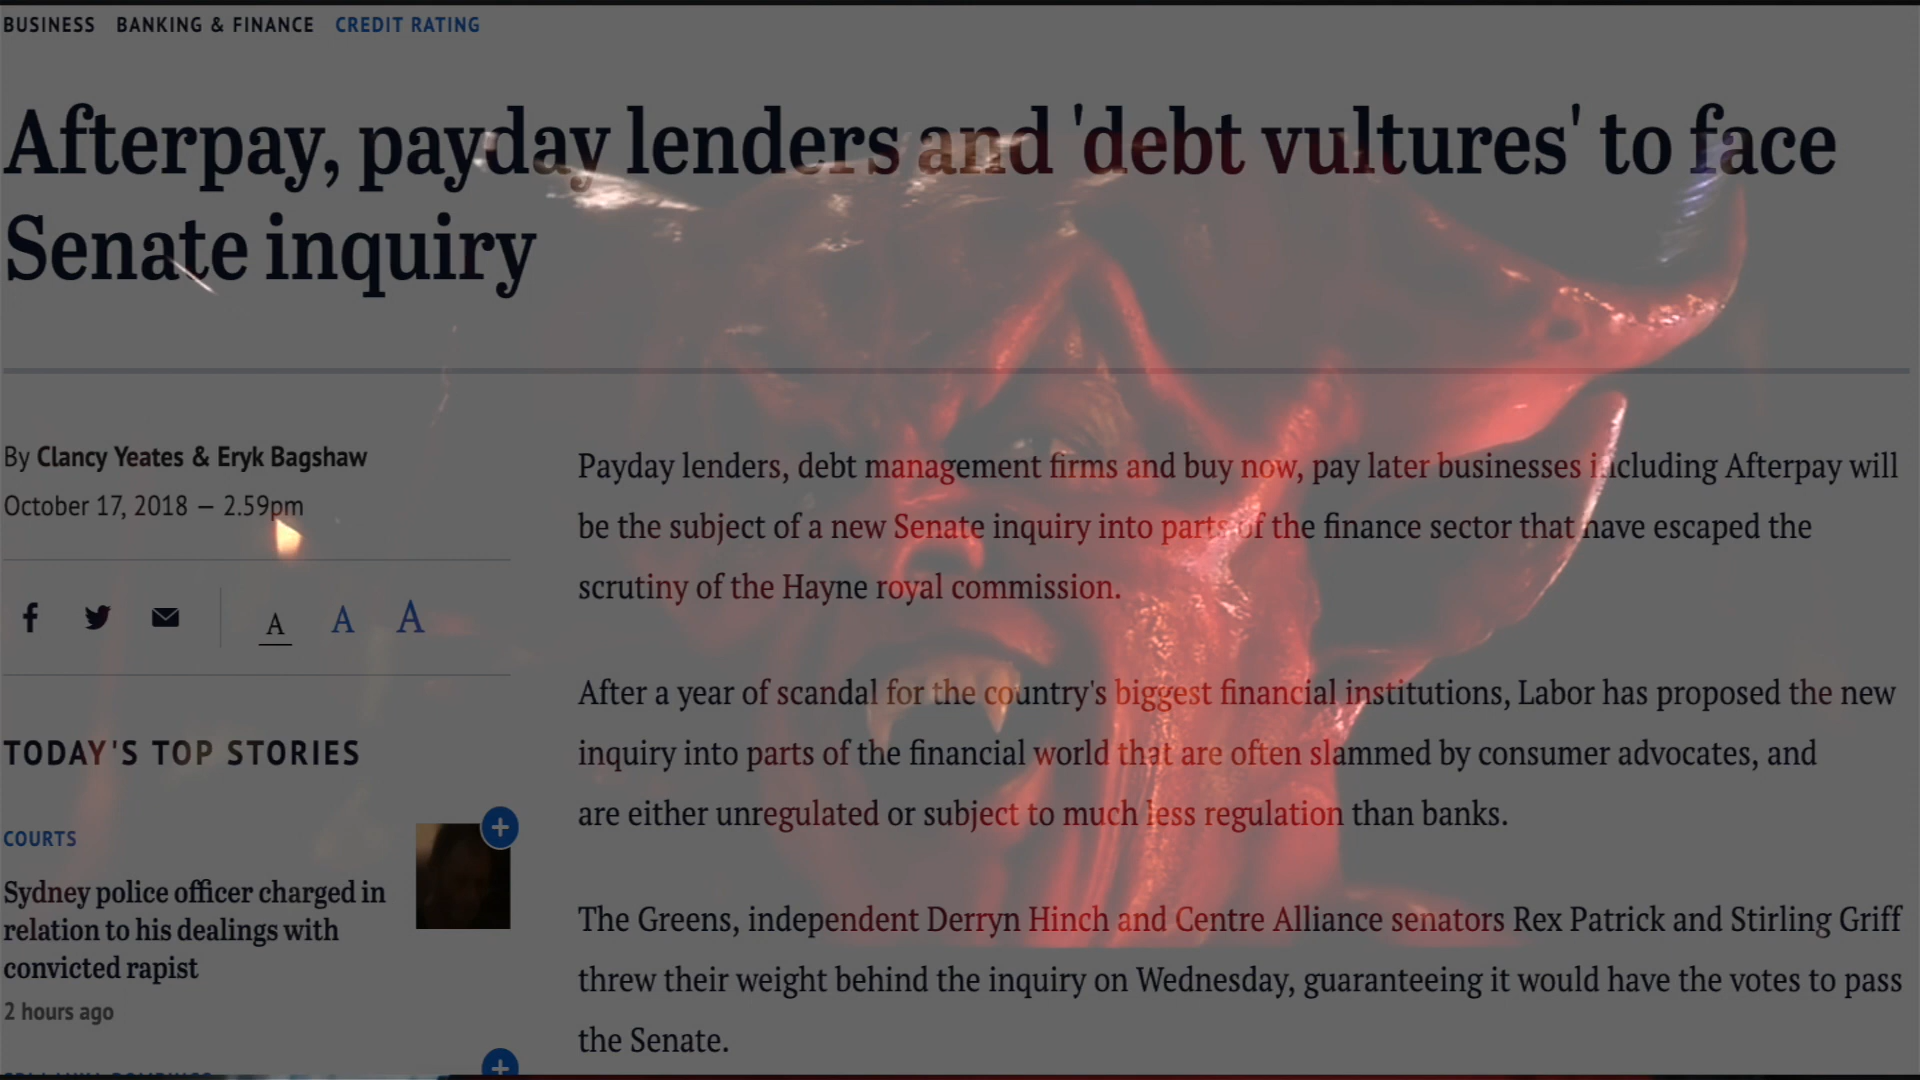 BUSINESS BANKING & FINANCE CREDIT RATING
Afterpay, payday lenders and 'debt vultures' to face
Senate inquiry
By Clancy Yeates & Eryk Bagshaw
October 17, 2018 — 2.59pm
A A A
TODAY'S TOP STORIES
COURTS
Sydney police officer charged in
relation to his dealings with
convicted rapist
2 hours ago
Payday lenders, debt management firms and buy now, pay later businesses including Afterpay will
be the subject of a new Senate inquiry into parts of the finance sector that have escaped the
scrutiny of the Hayne royal commission.
After a year of scandal for the country's biggest financial institutions, Labor has proposed the new
inquiry into parts of the financial world that are often slammed by consumer advocates, and
are either unregulated or subject to much less regulation than banks.
The Greens, independent Derryn Hinch and Centre Alliance senators Rex Patrick and Stirling Griff
threw their weight behind the inquiry on Wednesday, guaranteeing it would have the votes to pass
the Senate.